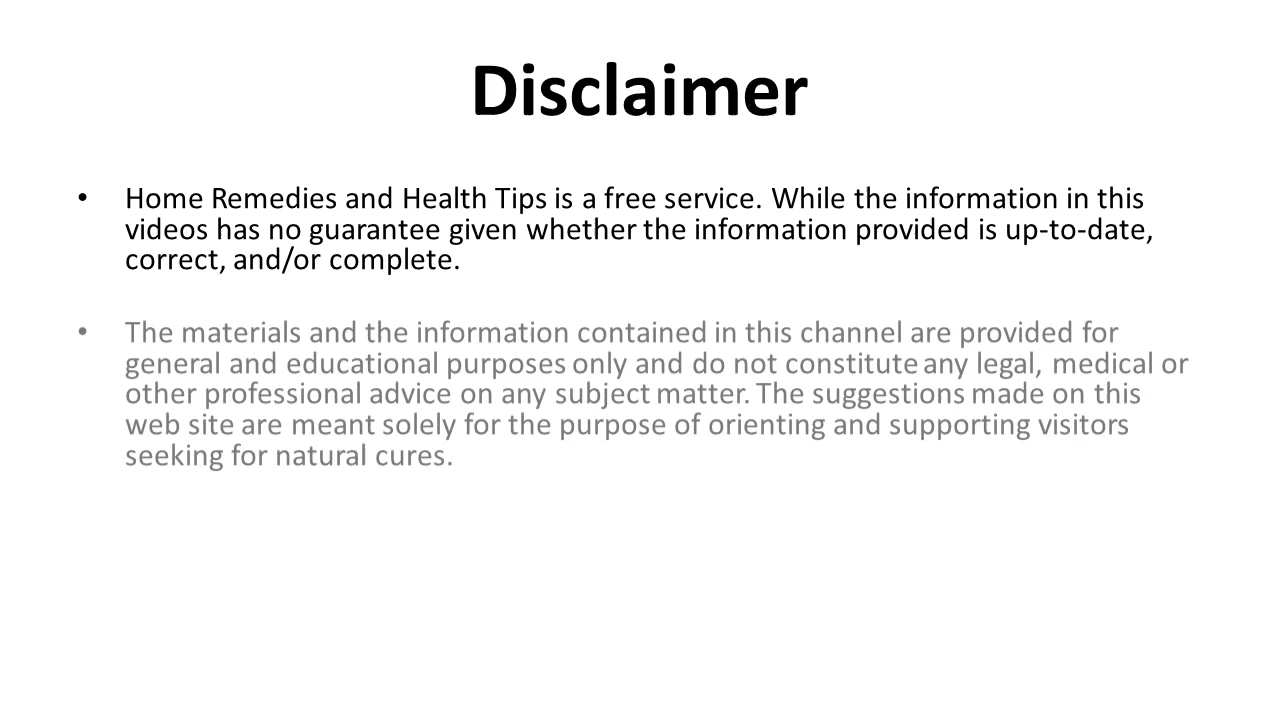 Disclaimer
• Home Remedies and Health Tips is a free service. While the information in this
videos has no guarantee given whether the information provided is up-to-date,
correct, and/or complete.
• The materials and the information contained in this channel are provided for
general and educational purposes only and do not constitute any legal, medical or
other professional advice on any subject matter. The suggestions made on this
web site are meant solely for the purpose of orienting and supporting visitors
seeking for natural cures.